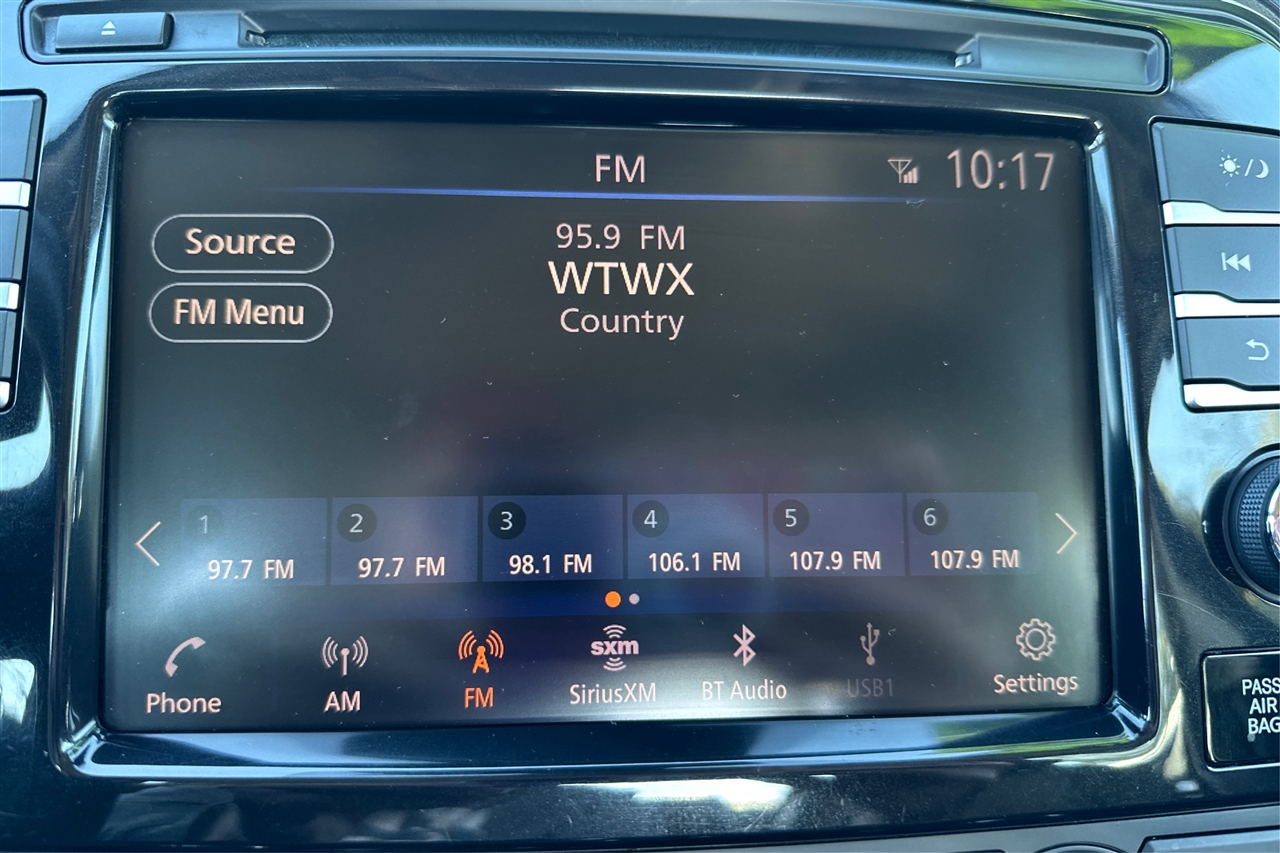 FM
10:17
Source
95.9 FM
WTWX
FM Menu
Country
1 2 3 4 5 6
97.7 FM 97.7 FM 98.1 FM 106.1 FM 107.9 FM 107.9 FM
sxm
Phone AM FM SiriusXM BT Audio USB1 Settings
PASS
AIR
BAG